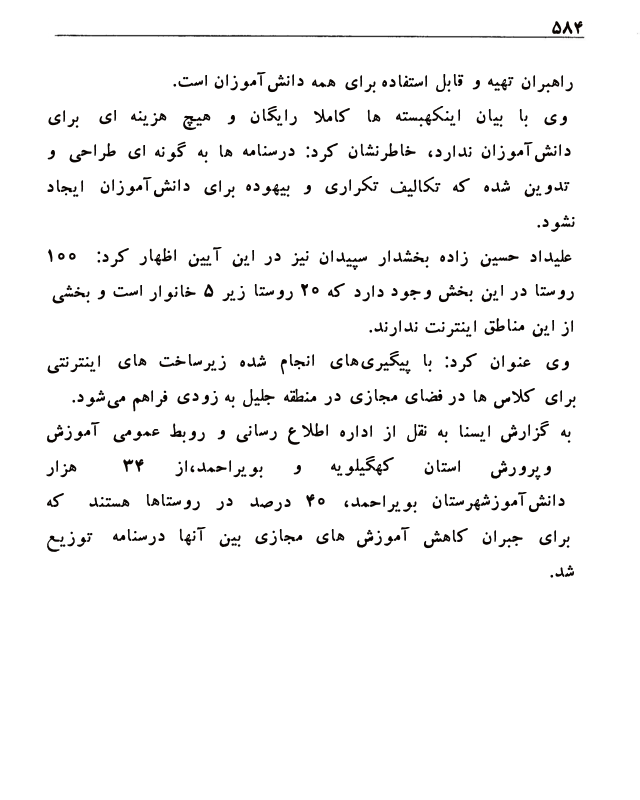 ۵۸۴
راهبران تهیه و قابل استفاده برای همه دانش‌آموزان است.
وی با بیان اینکهبسته ها کاملا رایگان و هیچ هزینه ای برای
دانش‌آموزان ندارد، خاطرنشان کرد: درسنامه ها به گونه ای طراحی و
تدوین شده که تکالیف تکراری و بیهوده برای دانش‌آموزان ایجاد
نشود.
علیداد حسین زاده بخشدار سپیدان نیز در این آیین اظهار کرد: ۱۰۰
روستا در این بخش وجود دارد که ۲۰ روستا زیر ۵ خانوار است و بخشی
از این مناطق اینترنت ندارند.
وی عنوان کرد: با پیگیری‌های انجام شده زیرساخت های اینترنتی
برای کلاس ها در فضای مجازی در منطقه جلیل به زودی فراهم می‌شود.
به گزارش ایسنا به نقل از اداره اطلاع رسانی و روبط عمومی آموزش
وپرورش استان کهگیلویه و بویراحمد،از ۳۴ هزار
دانش‌آموزشهرستان بویراحمد، ۴۰ درصد در روستاها هستند که
برای جبران کاهش آموزش های مجازی بین آنها درسنامه توزیع
شد.